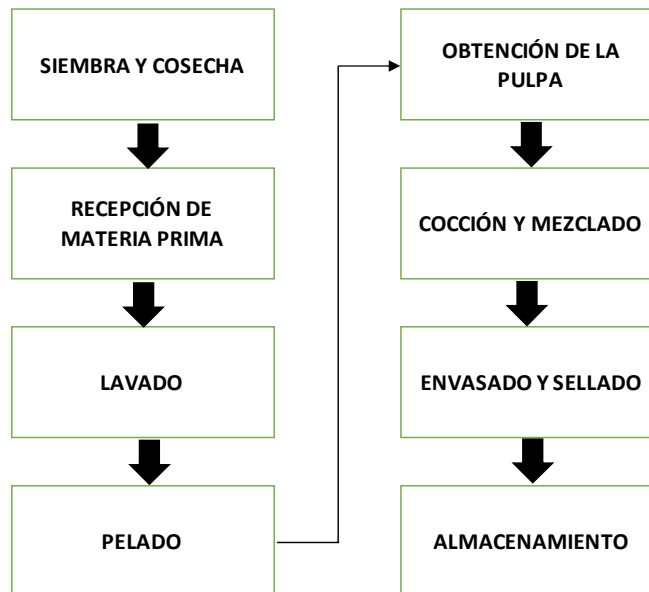 SIEMBRA Y COSECHA
RECEPCIÓN DE
MATERIA PRIMA
LAVADO
PELADO
OBTENCIÓN DE LA
PULPA
COCCIÓN Y MEZCLADO
ENVASADO Y SELLADO
ALMACENAMIENTO